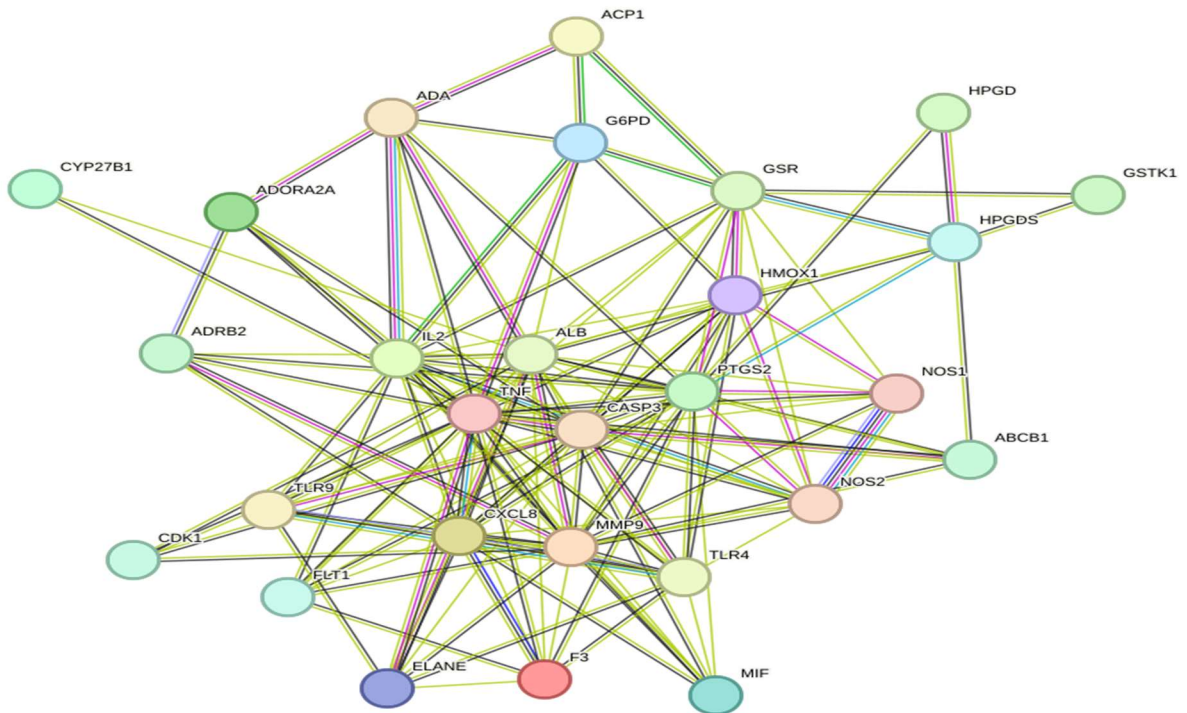 ACP1
ADA
HPGD
G6PD
CYP27B1
GSR
GSTK1
ADORA2A
HPGDS
HMOX1
ADRB2
IL2
ALB
PTGS2
NOS1
TNF
CASP3
ABCB1
NOS2
TLR9
CXCL8
MMP9
CDK1
TLR4
FLT1
F3
ELANE
MIF